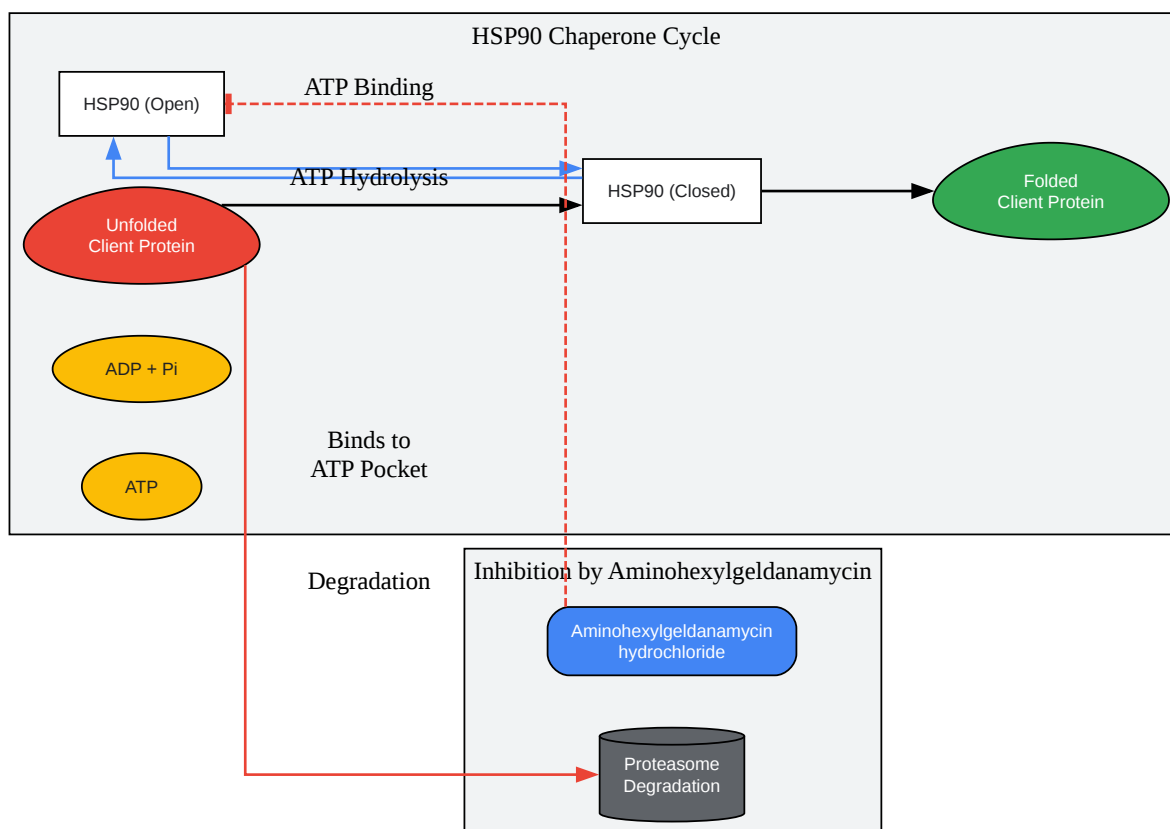 HSP90 Chaperone Cycle
ATP Binding
HSP90 (Open)
ATP Hydrolysis
HSP90 (Closed)
Folded
Client Protein
Unfolded
Client Protein
ADP + Pi
Binds to
ATP Pocket
ATP
Degradation
Inhibition by Aminohexylgeldanamycin
Aminohexylgeldanamycin
hydrochloride
Proteasome
Degradation